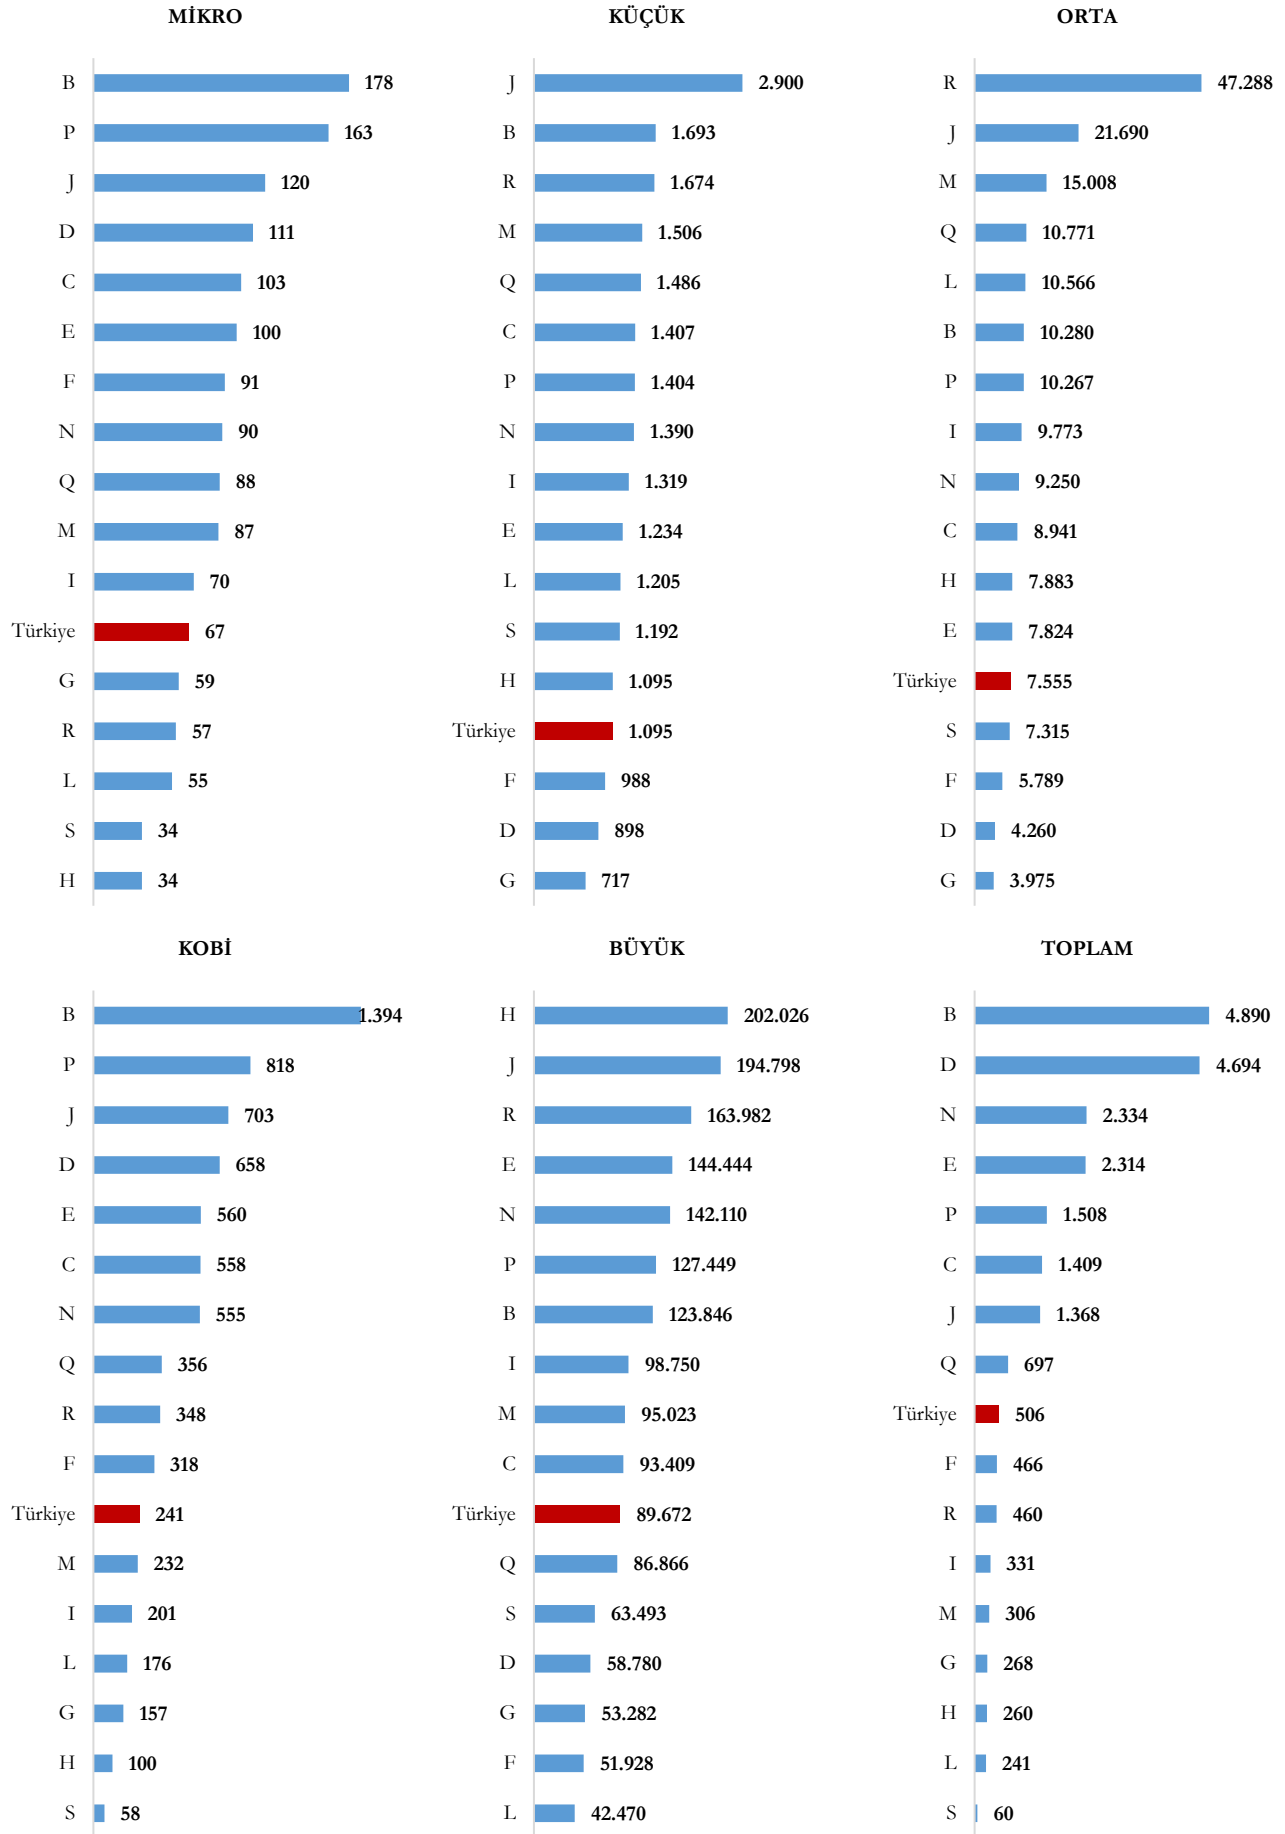 MİKRO
B 178
P 163
J 120
D 111
C 103
E 100
F 91
N 90
Q 88
M 87
I 70
Türkiye 67
G 59
R 57
L 55
S 34
H 34
KÜÇÜK
J 2.900
B 1.693
R 1.674
M 1.506
Q 1.486
C 1.407
P 1.404
N 1.390
I 1.319
E 1.234
L 1.205
S 1.192
H 1.095
Türkiye 1.095
F 988
D 898
G 717
ORTA
R 47.288
J 21.690
M 15.008
Q 10.771
L 10.566
B 10.280
P 10.267
I 9.773
N 9.250
C 8.941
H 7.883
E 7.824
Türkiye 7.555
S 7.315
F 5.789
D 4.260
G 3.975
KOBİ
B 1.394
P 818
J 703
D 658
E 560
C 558
N 555
Q 356
R 348
F 318
Türkiye 241
M 232
I 201
L 176
G 157
H 100
S 58
BÜYÜK
H 202.026
J 194.798
R 163.982
E 144.444
N 142.110
P 127.449
B 123.846
I 98.750
M 95.023
C 93.409
Türkiye 89.672
Q 86.866
S 63.493
D 58.780
G 53.282
F 51.928
L 42.470
TOPLAM
B 4.890
D 4.694
N 2.334
E 2.314
P 1.508
C 1.409
J 1.368
Q 697
Türkiye 506
F 466
R 460
I 331
M 306
G 268
H 260
L 241
S 60